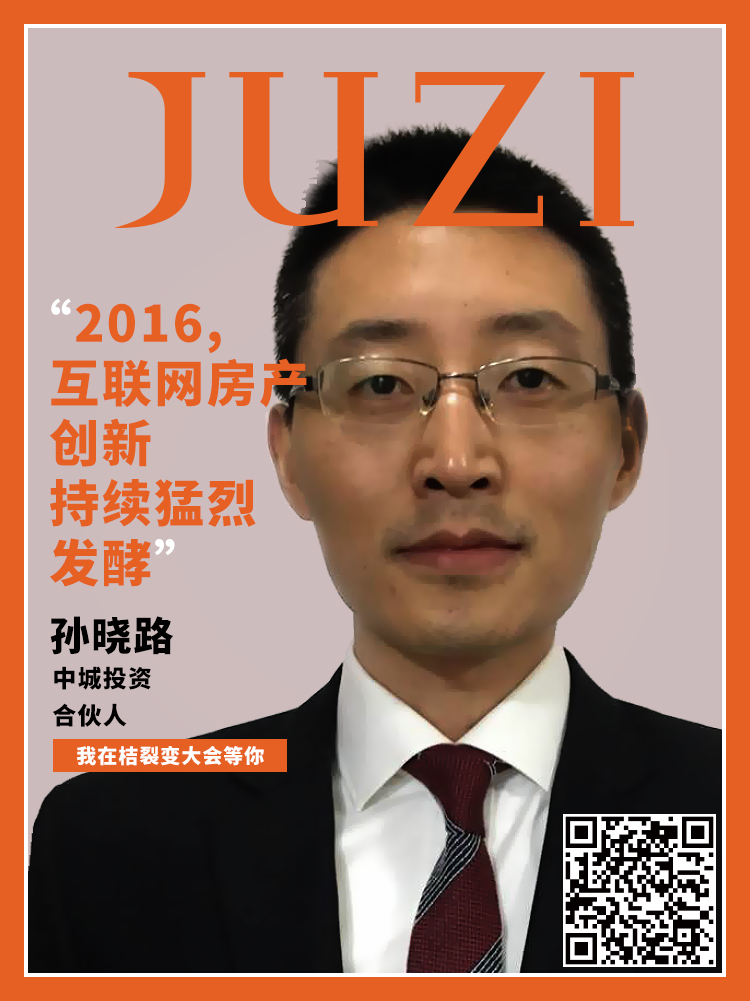 JUZI
“2016,
互联网房产
创新
持续猛烈
发酵”
孙晓路
中城投资
合伙人
我在桔裂变大会等你